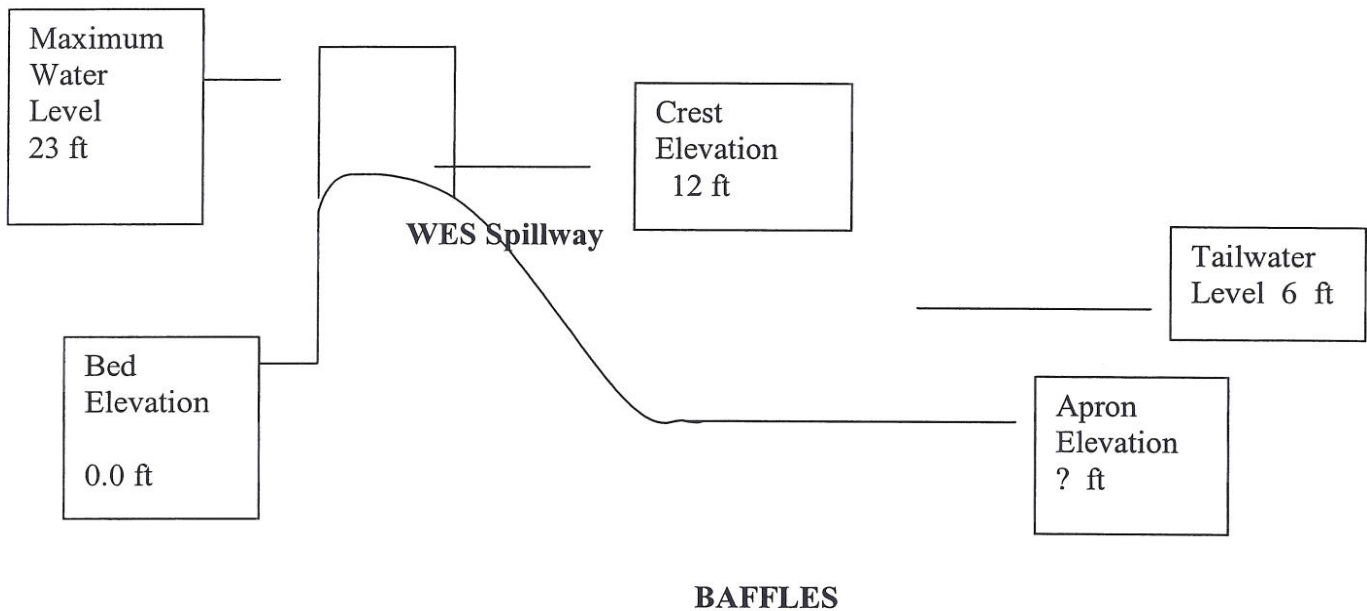 Maximum
Water
Level
23 ft
Crest
Elevation
12 ft
WES Spillway
Tailwater
Level 6 ft
Bed
Elevation
0.0 ft
Apron
Elevation
? ft
BAFFLES